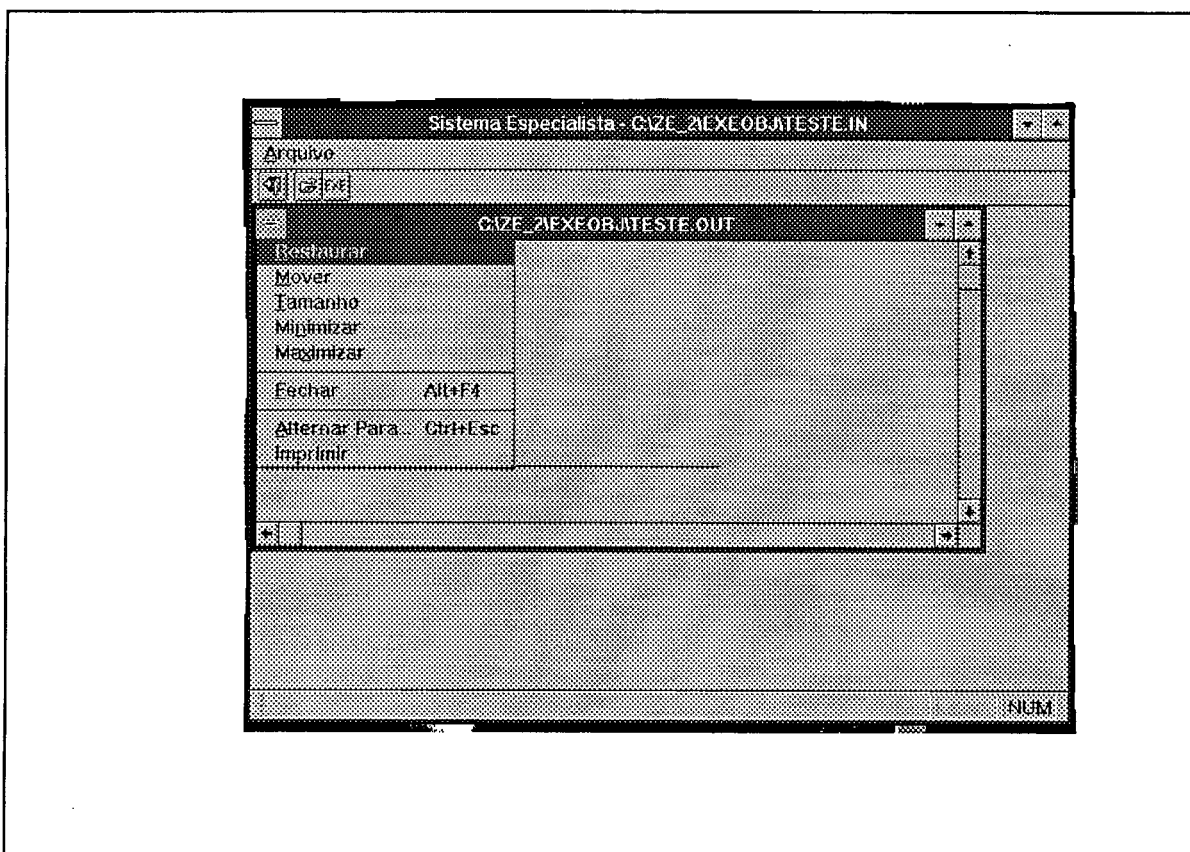 Sistema Especialista - C:\ZE_2\EXEOBJ\TESTE.IN
Arquivo
EXE
C:\ZE_2\EXEOBJ\TESTE.OUT
Restaurar
Mover
Tamanho
Minimizar
Maximizar
Fechar Alt+F4
Alternar Para... Ctrl+Esc
Imprimir
NUM